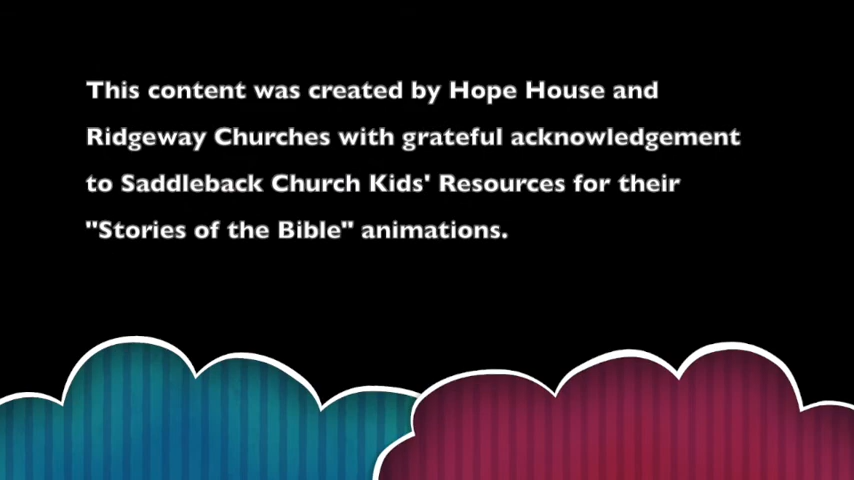 This content was created by Hope House and
Ridgeway Churches with grateful acknowledgement
to Saddleback Church Kids' Resources for their
"Stories of the Bible" animations.